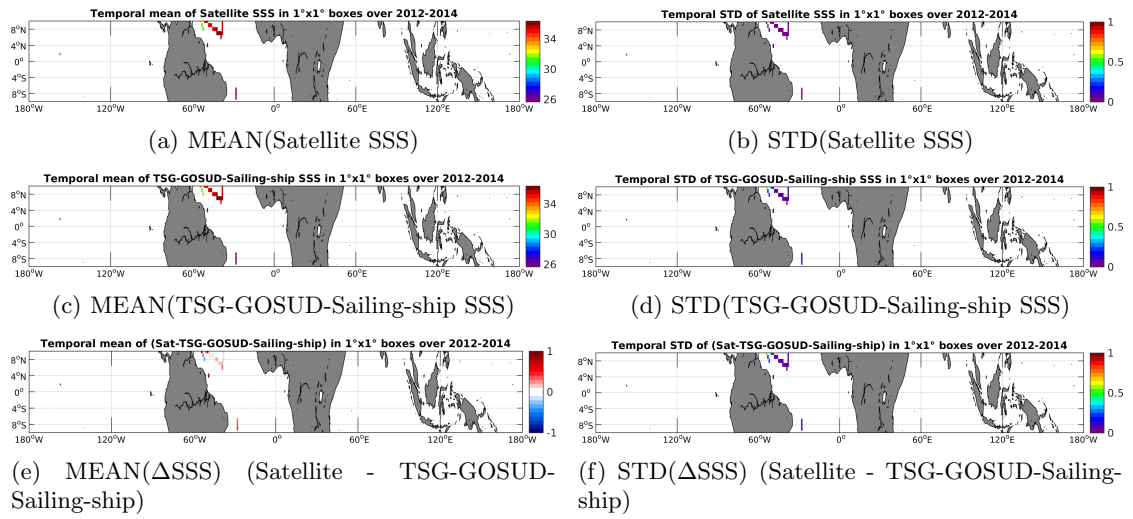 Temporal mean of Satellite SSS in 1°x1° boxes over 2012-2014
8°N
4°N
0°
4°S
8°S
180°W 120°W 60°W 0° 60°E 120°E 180°W
34
32
30
28
26
(a) MEAN(Satellite SSS)
Temporal STD of Satellite SSS in 1°x1° boxes over 2012-2014
8°N
4°N
0°
4°S
8°S
180°W 120°W 60°W 0° 60°E 120°E 180°W
1
0.5
0
(b) STD(Satellite SSS)
Temporal mean of TSG-GOSUD-Sailing-ship SSS in 1°x1° boxes over 2012-2014
8°N
4°N
0°
4°S
8°S
180°W 120°W 60°W 0° 60°E 120°E 180°W
34
32
30
28
26
(c) MEAN(TSG-GOSUD-Sailing-ship SSS)
Temporal STD of TSG-GOSUD-Sailing-ship SSS in 1°x1° boxes over 2012-2014
8°N
4°N
0°
4°S
8°S
180°W 120°W 60°W 0° 60°E 120°E 180°W
1
0.5
0
(d) STD(TSG-GOSUD-Sailing-ship SSS)
Temporal mean of (Sat-TSG-GOSUD-Sailing-ship) in 1°x1° boxes over 2012-2014
8°N
4°N
0°
4°S
8°S
180°W 120°W 60°W 0° 60°E 120°E 180°W
1
0
-1
(e) MEAN(ΔSSS) (Satellite - TSG-GOSUD-
Sailing-ship)
Temporal STD of (Sat-TSG-GOSUD-Sailing-ship) in 1°x1° boxes over 2012-2014
8°N
4°N
0°
4°S
8°S
180°W 120°W 60°W 0° 60°E 120°E 180°W
1
0.5
0
(f) STD(ΔSSS) (Satellite - TSG-GOSUD-Sailing-
ship)